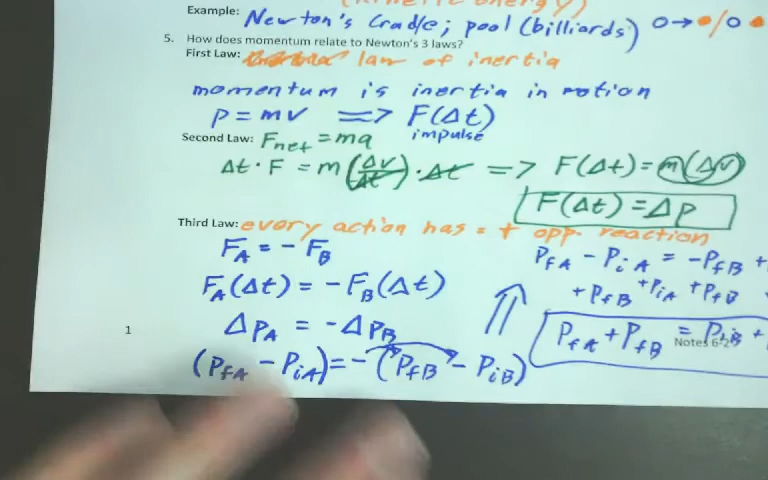 Example: Newton's Cradle; pool (billiards)
5. How does momentum relate to Newton's 3 laws?
First Law: law of inertia
momentum is inertia in motion
p = mv ⟹ F(Δt)
impulse
Second Law: Fnet = ma
Δt · F = m(Δv/Δt) · Δt ⟹ F(Δt) = m(Δv)
F(Δt) = Δp
Third Law: every action has = + opp. reaction
FA = - FB
FA(Δt) = - FB(Δt)
ΔPA = - ΔPB
(PfA - PiA) = - (PfB - PiB)
PfA - PiA = -PfB +
+PfB +PiA +PfB
PfA + PfB = PiB +
1
Notes 6-2